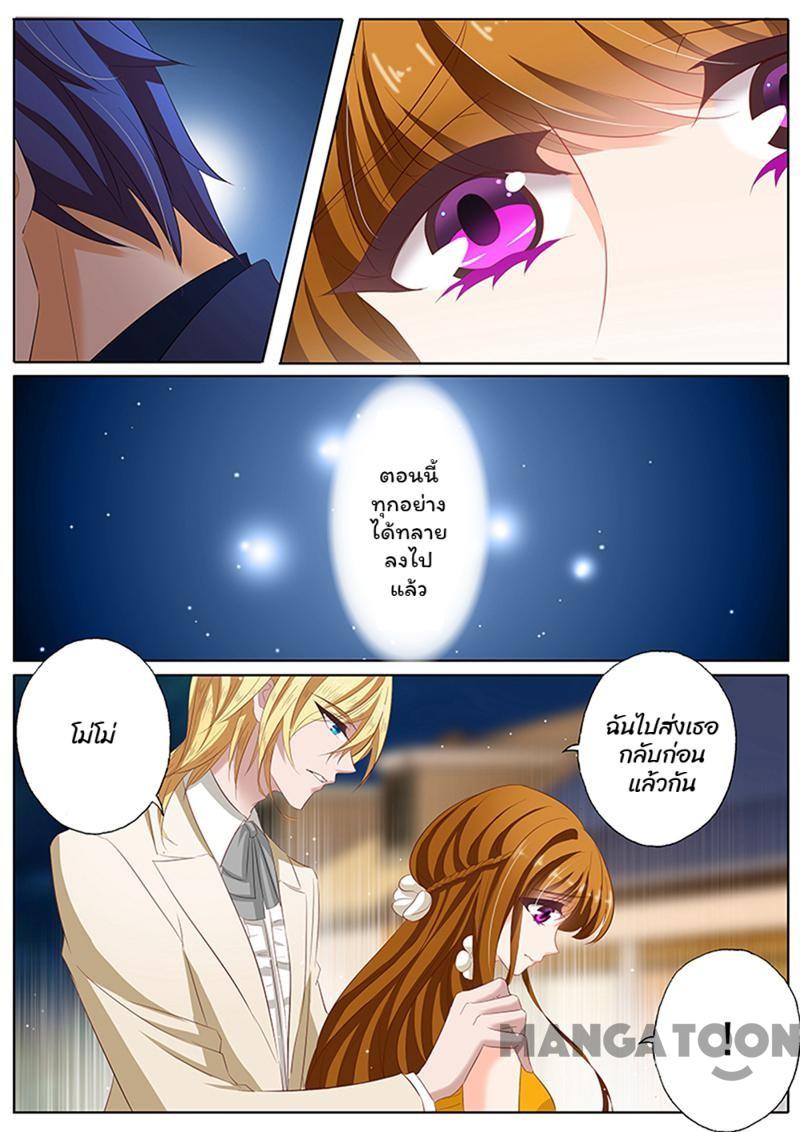 ตอนนี้
ทุกอย่าง
ได้ทลาย
ลงไป
แล้ว
โม่โม่
ฉันไปส่งเธอ
กลับก่อน
แล้วกัน
!
MANGATOON